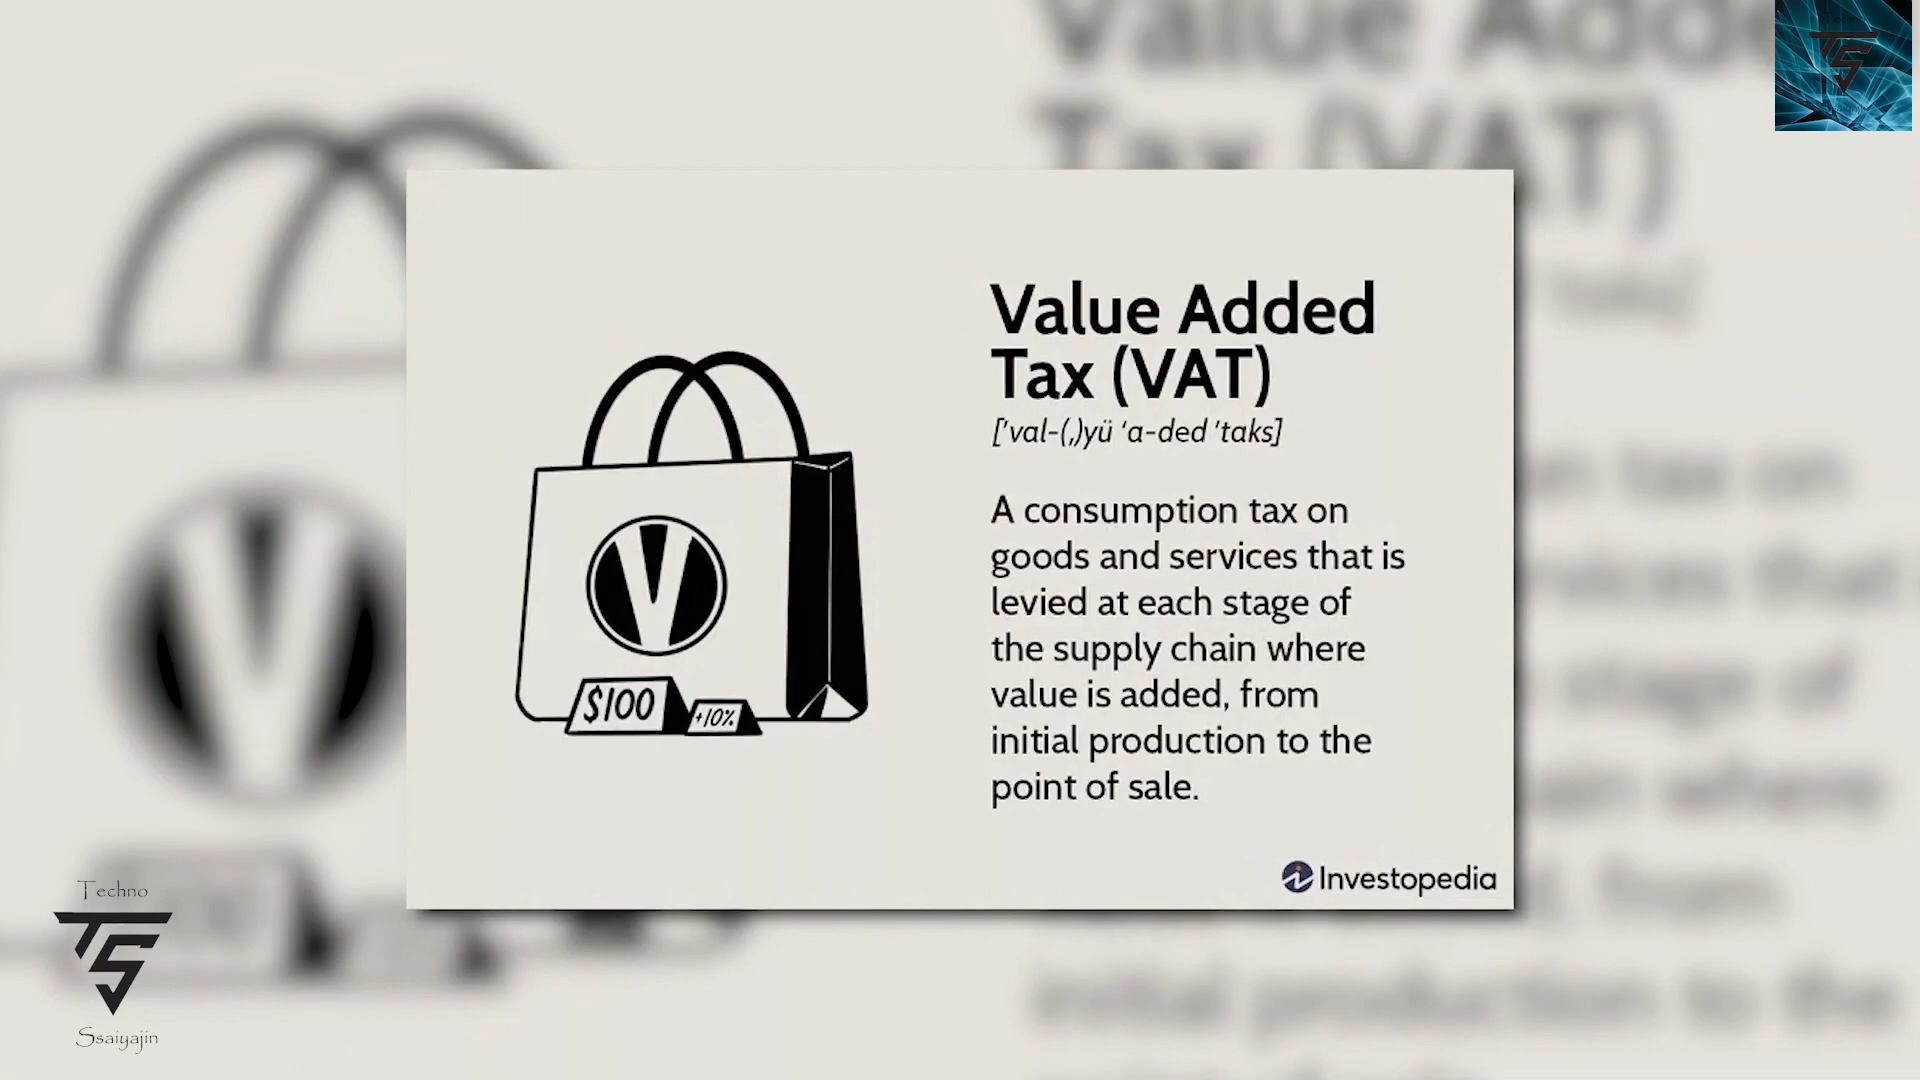 Value Added
Tax (VAT)
['val-(,)yü 'a-ded 'taks]
A consumption tax on
goods and services that is
levied at each stage of
the supply chain where
value is added, from
initial production to the
point of sale.
V
$100
+10%
Investopedia
Techno
TS
Ssaiyajin